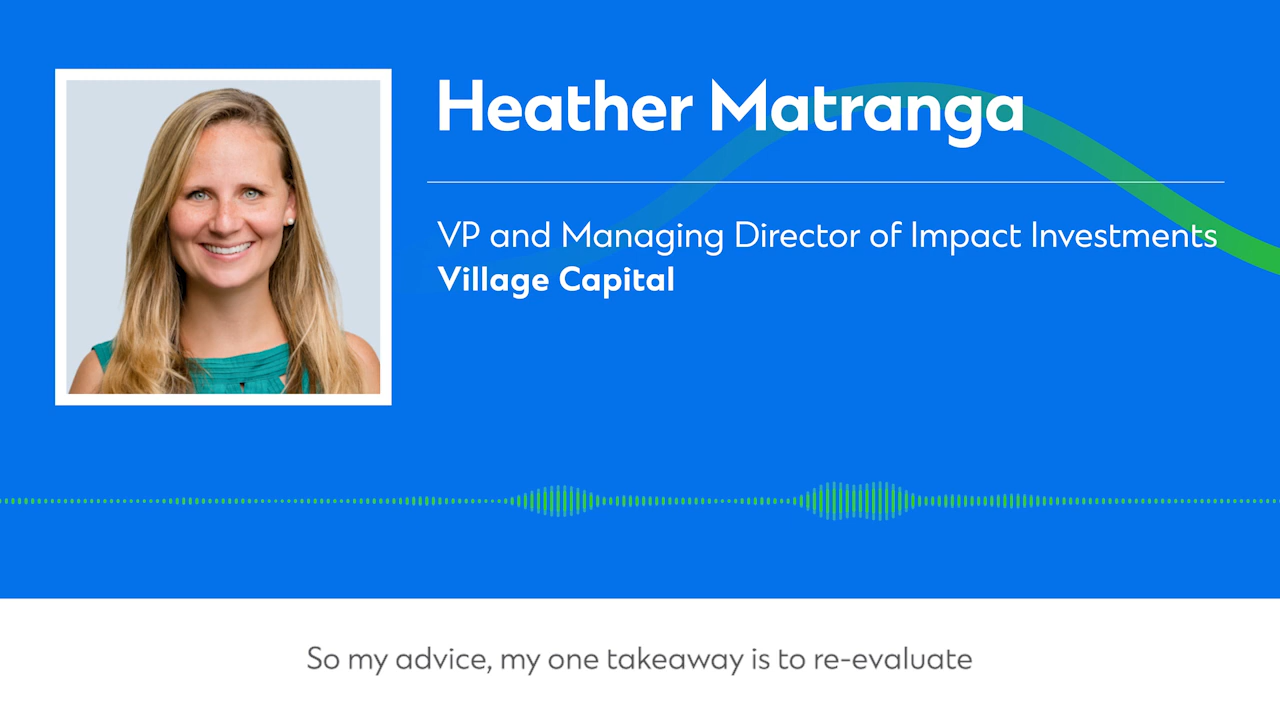 Heather Matranga
VP and Managing Director of Impact Investments
Village Capital
So my advice, my one takeaway is to re-evaluate